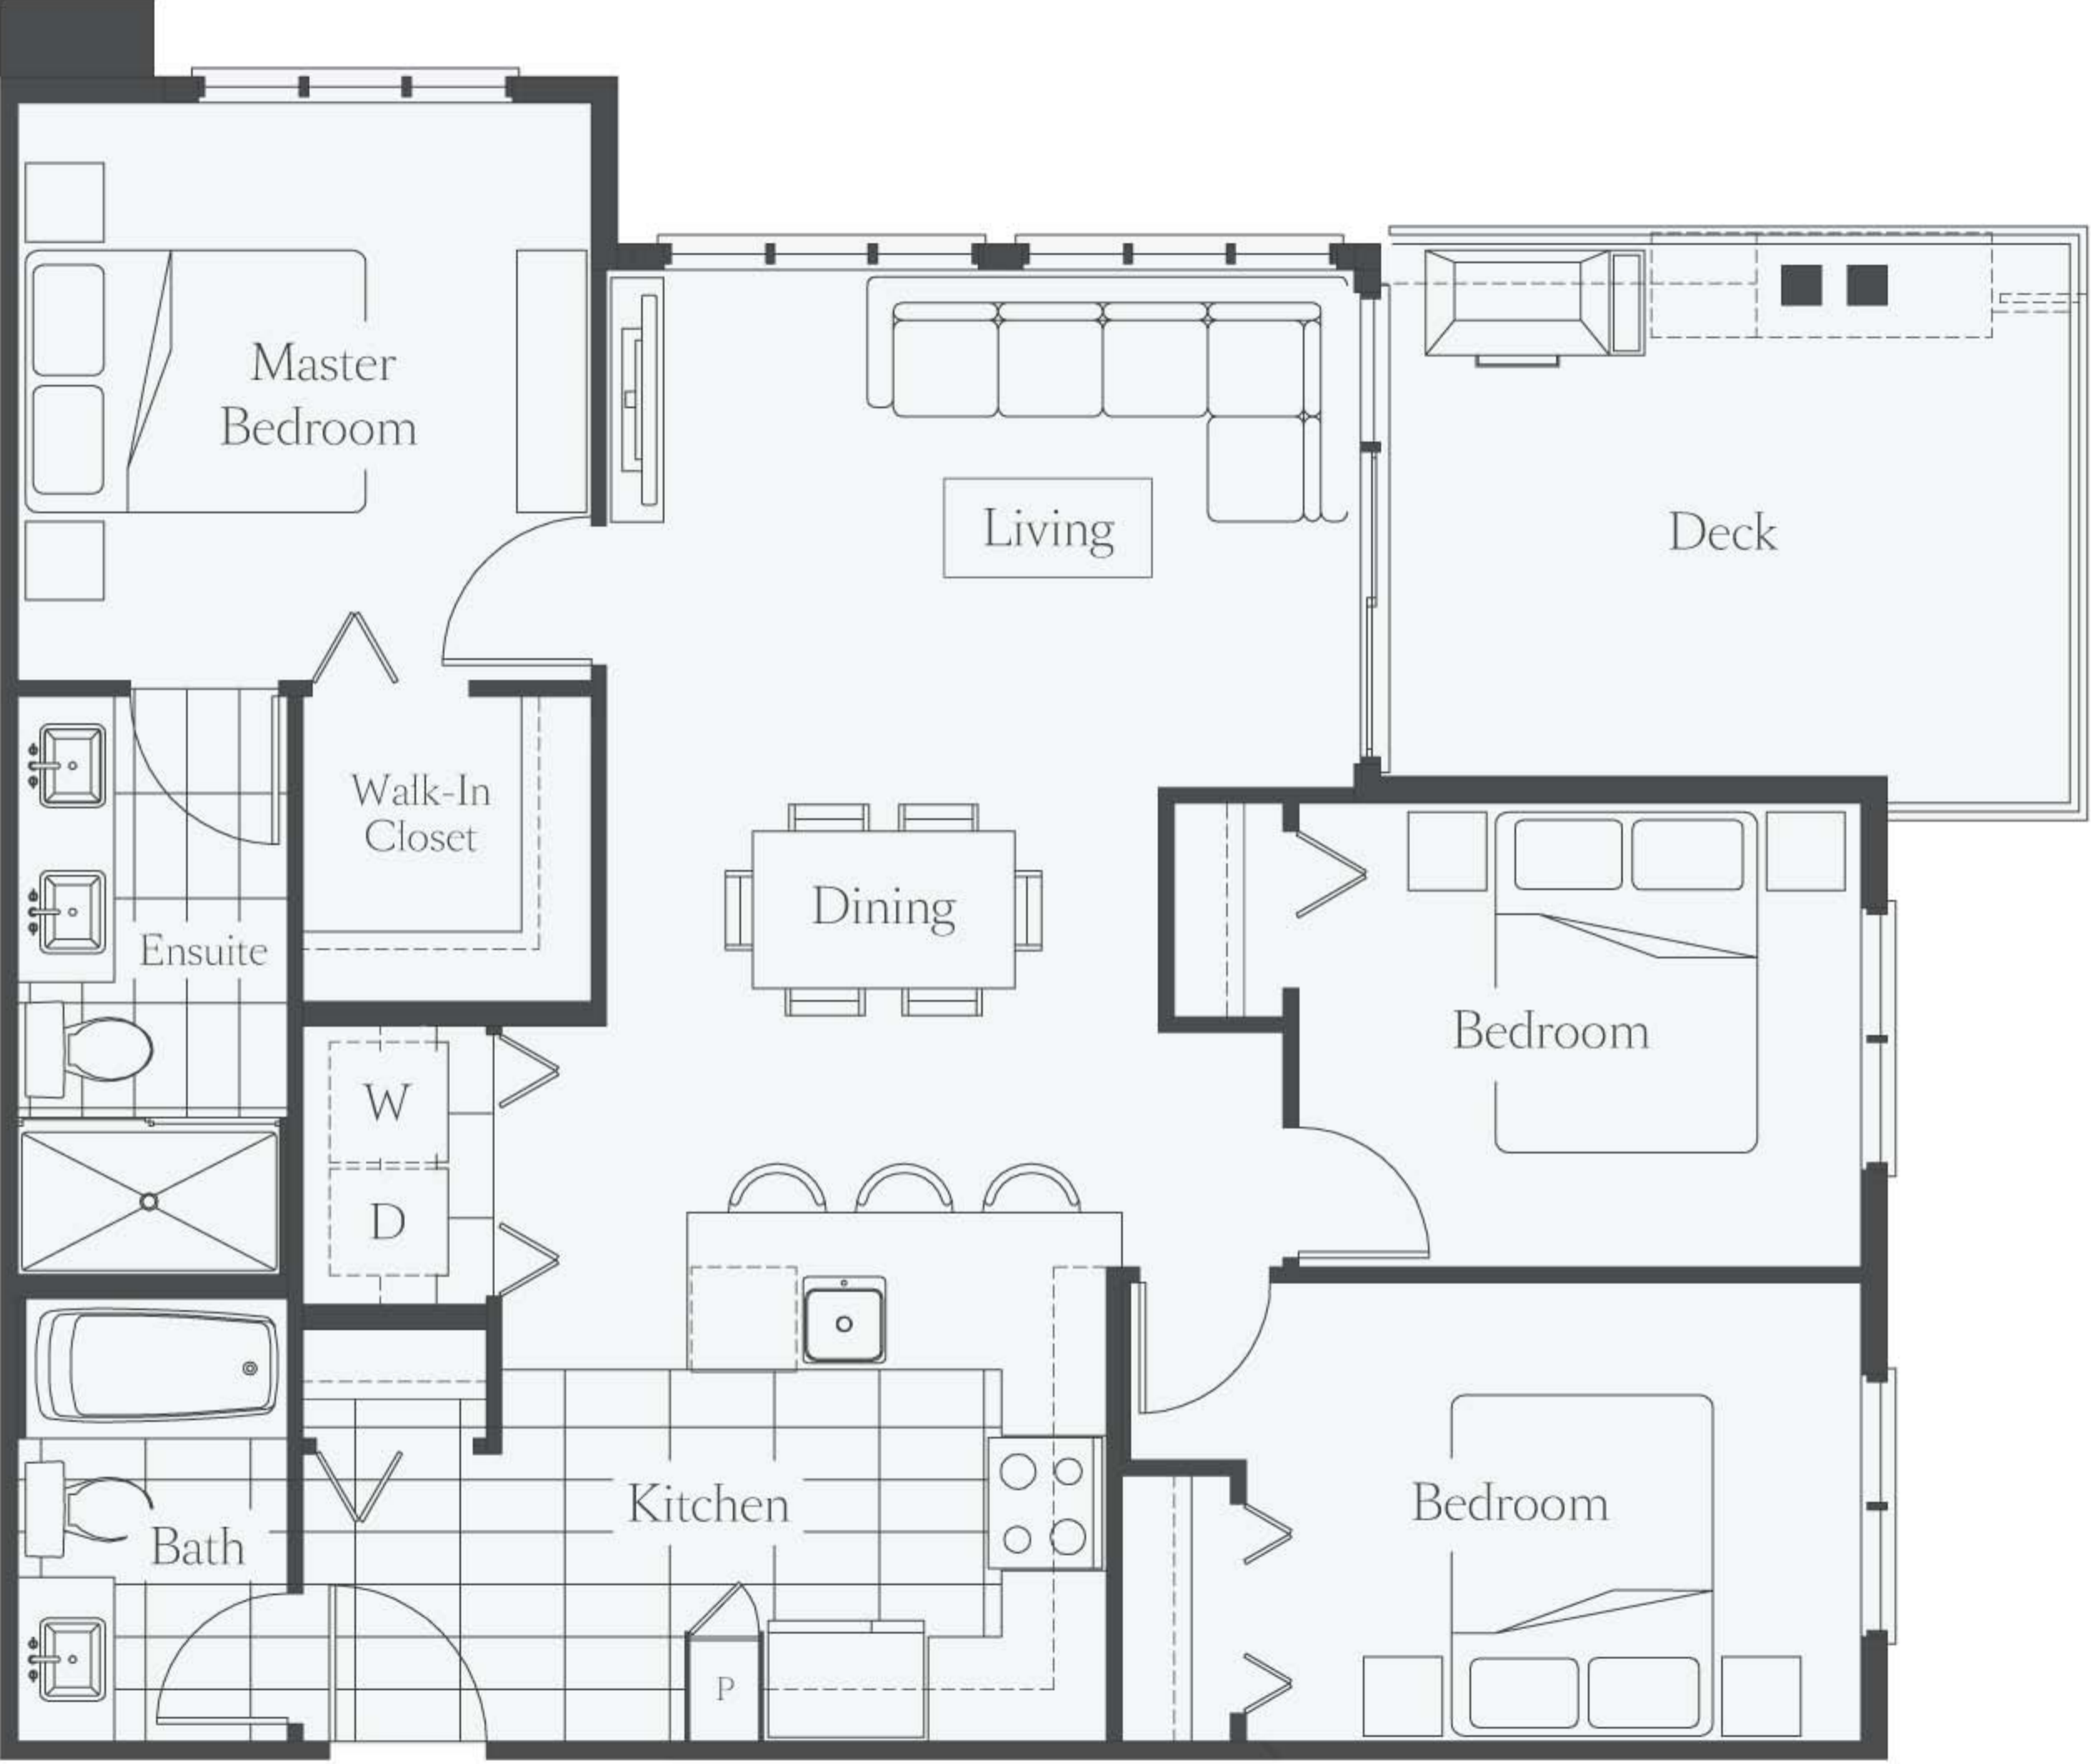 Master
Bedroom
Living
Deck
Walk-In
Closet
Dining
Ensuite
Bedroom
W
D
Kitchen
Bedroom
Bath
P